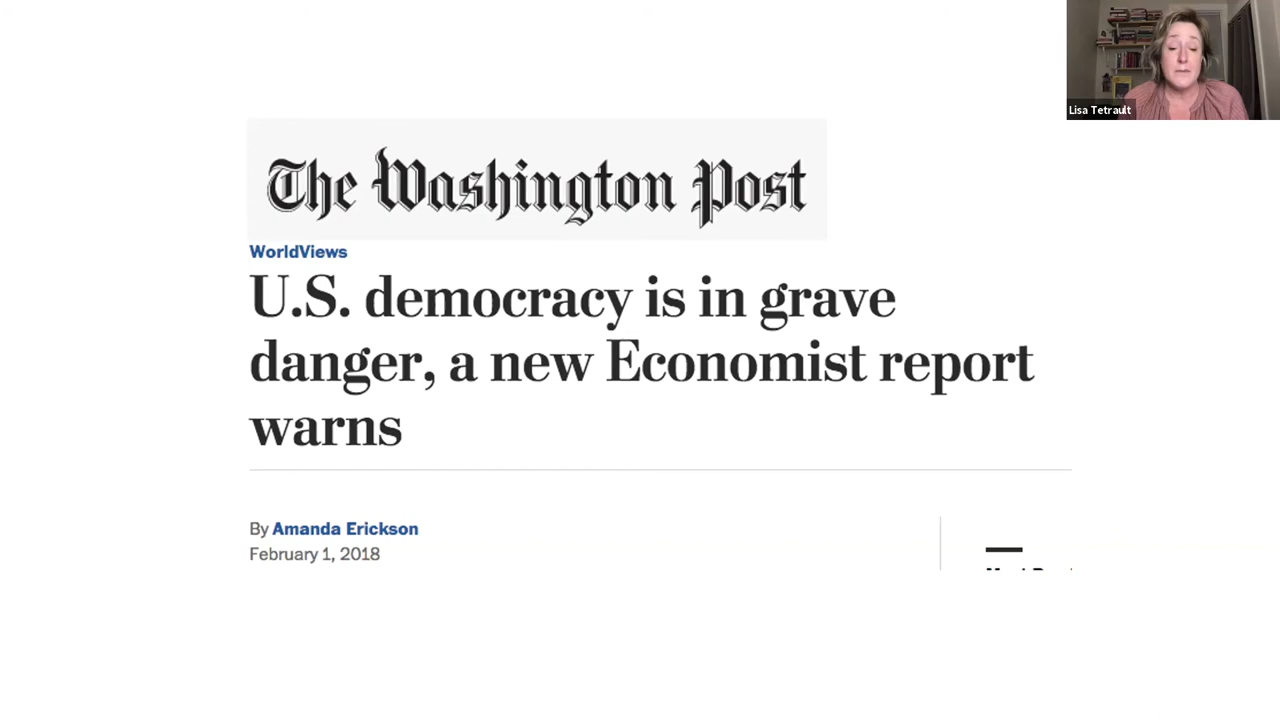 Lisa Tetrault
The Washington Post
WorldViews
U.S. democracy is in grave
danger, a new Economist report
warns
By Amanda Erickson
February 1, 2018